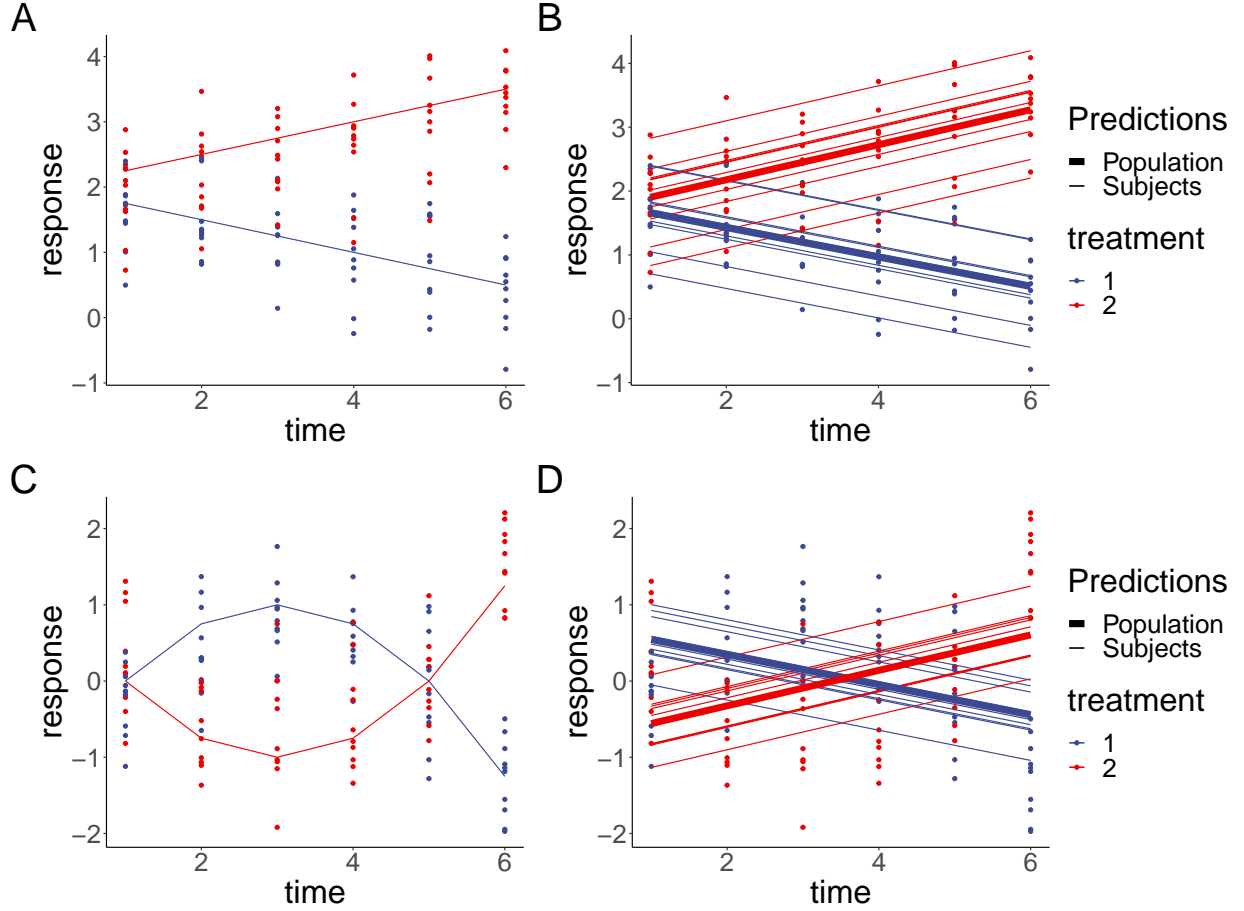 A
response
4
3
2
1
0
−1
2
4
6
time
B
response
4
3
2
1
0
−1
2
4
6
time
Predictions
Population
Subjects
treatment
1
2
C
response
2
1
0
−1
−2
2
4
6
time
D
response
2
1
0
−1
−2
2
4
6
time
Predictions
Population
Subjects
treatment
1
2